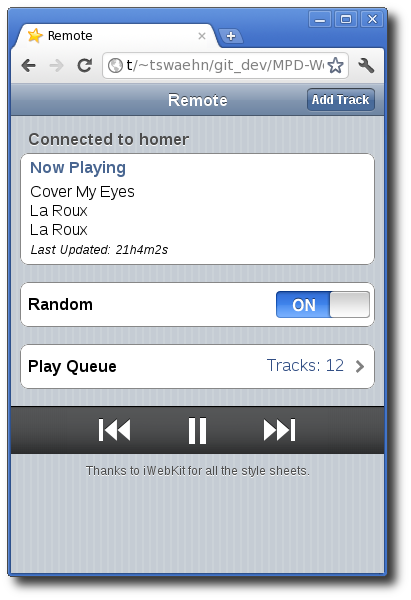 Remote
t/~tswaehn/git_dev/MPD-W
Remote
Add Track
Connected to homer
Now Playing
Cover My Eyes
La Roux
La Roux
Last Updated: 21h4m2s
Random
ON
Play Queue
Tracks: 12
Thanks to iWebKit for all the style sheets.